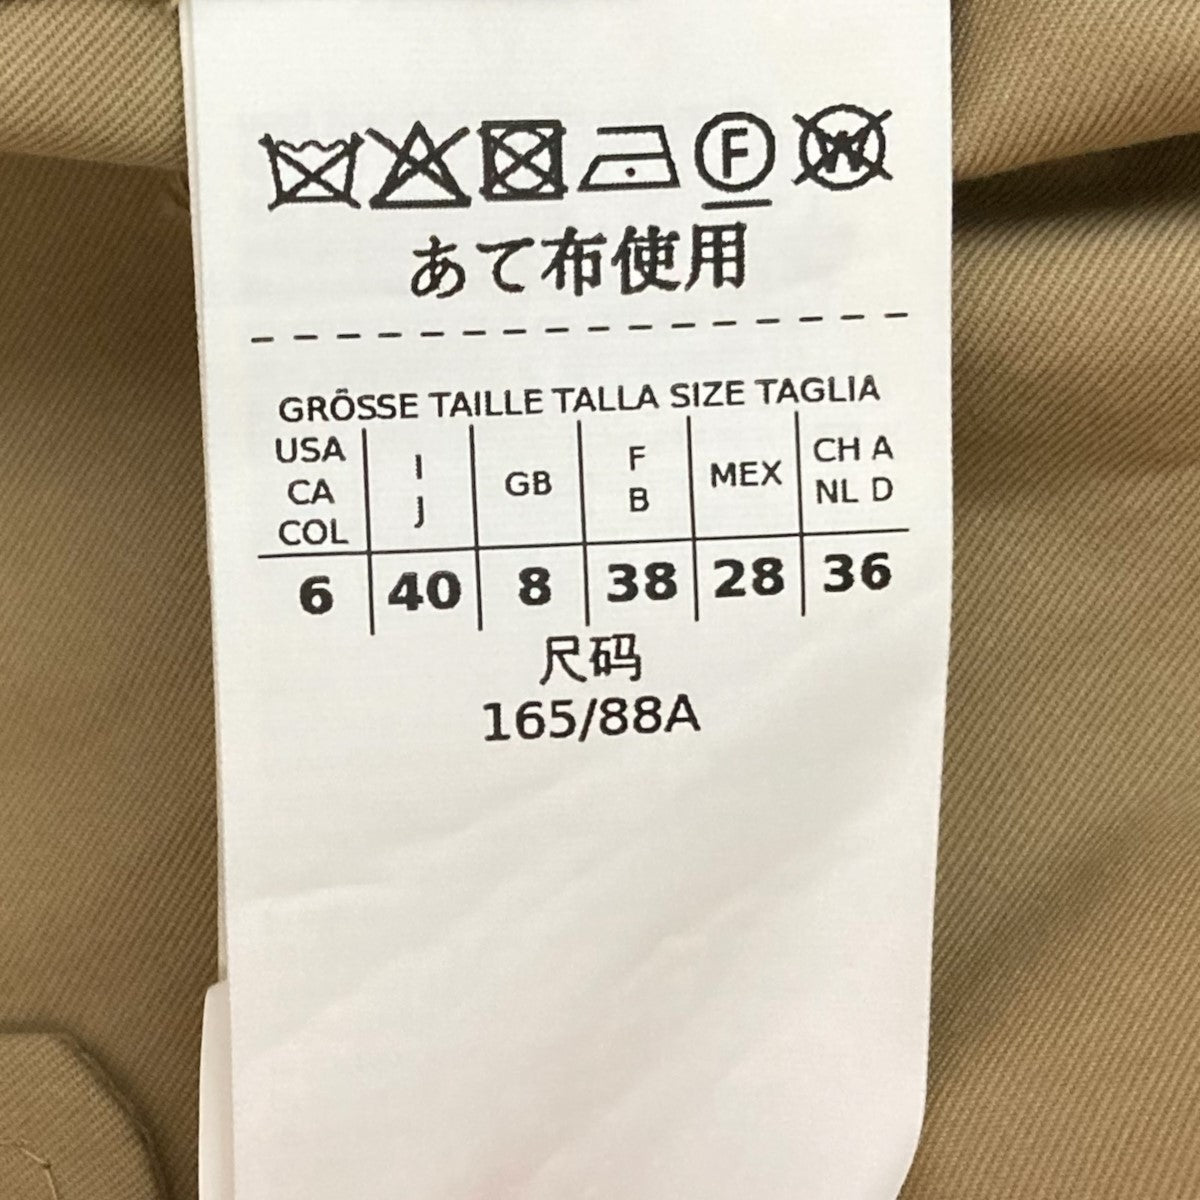 F W
あて布使用
GRÖSSE TAILLE TALLA SIZE TAGLIA
USA CA COL I J GB F B MEX CH A NL D
6 40 8 38 28 36
尺码
165/88A